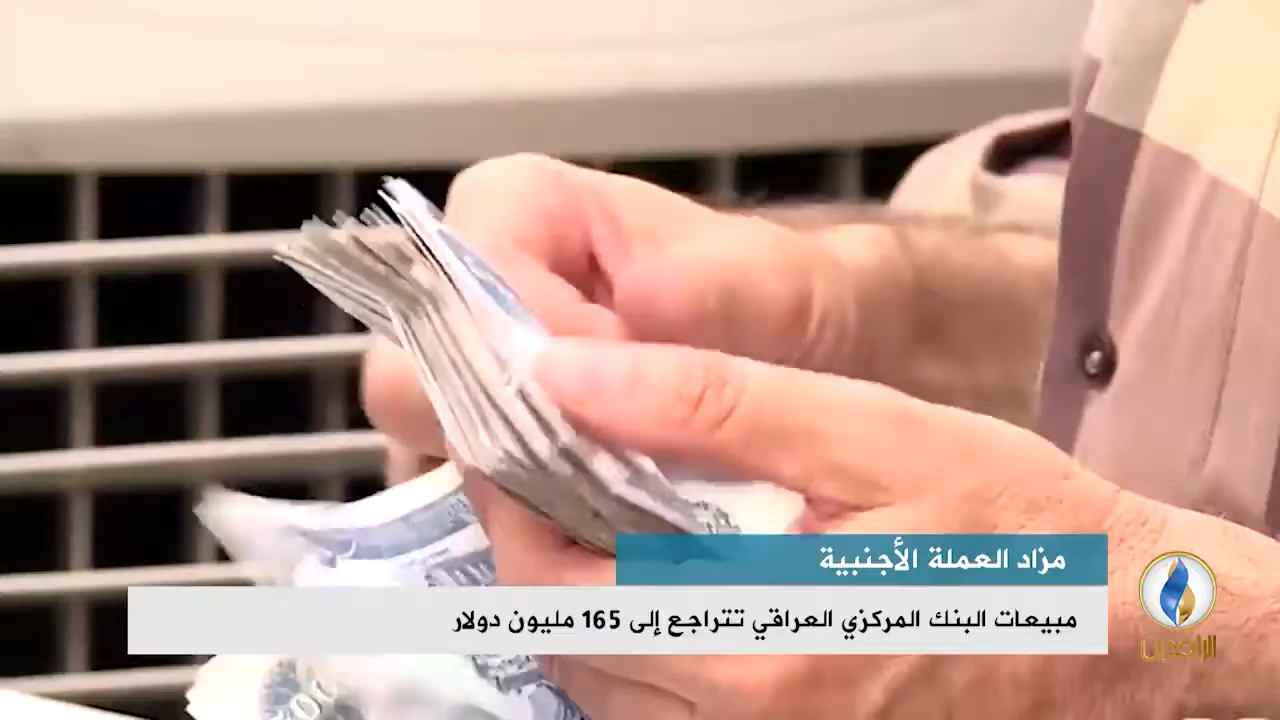 مزاد العملة الأجنبية
مبيعات البنك المركزي العراقي تتراجع إلى 165 مليون دولار
الرافدين